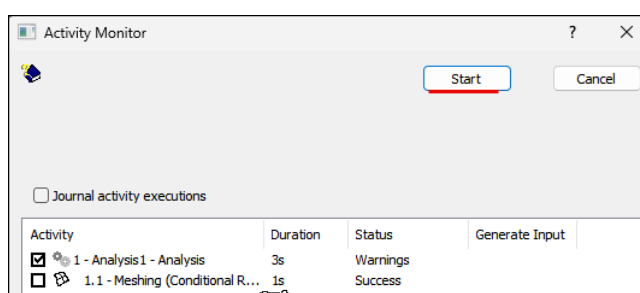 Activity Monitor
Start Cancel
Journal activity executions
Activity Duration Status Generate Input
1 - Analysis1 - Analysis 3s Warnings
1.1 - Meshing (Conditional R... 1s Success